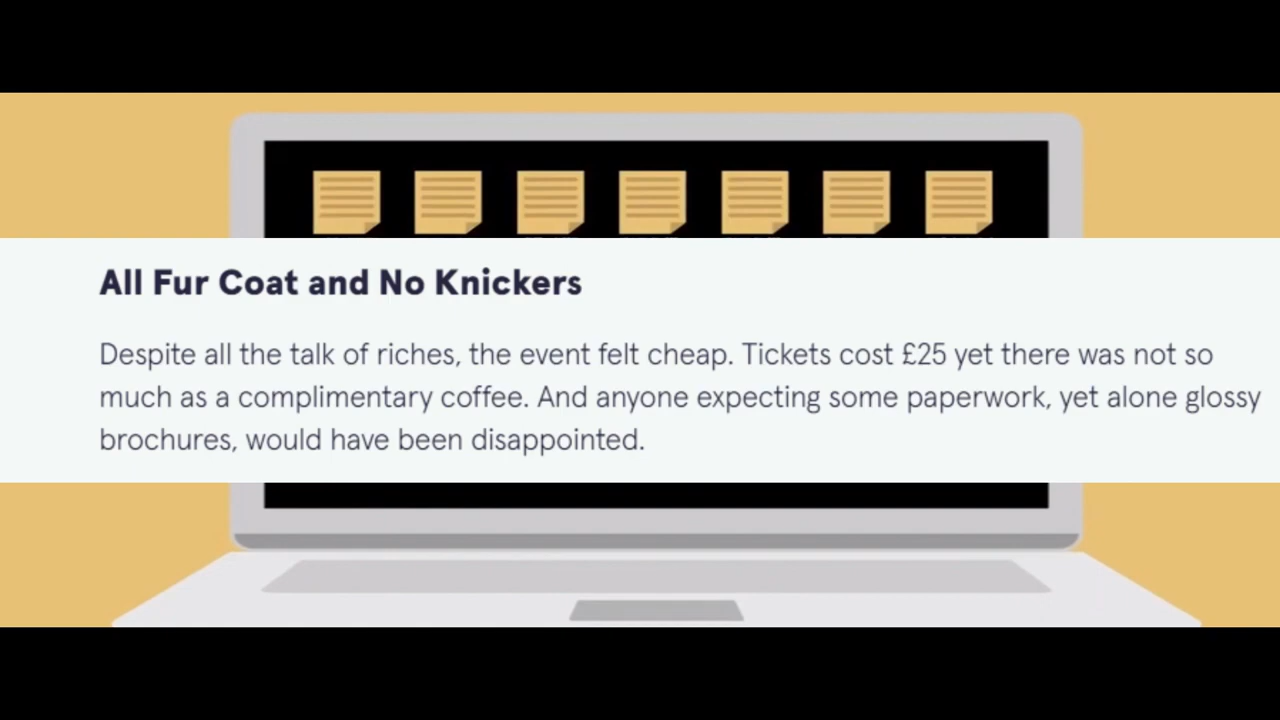 All Fur Coat and No Knickers
Despite all the talk of riches, the event felt cheap. Tickets cost £25 yet there was not so
much as a complimentary coffee. And anyone expecting some paperwork, yet alone glossy
brochures, would have been disappointed.